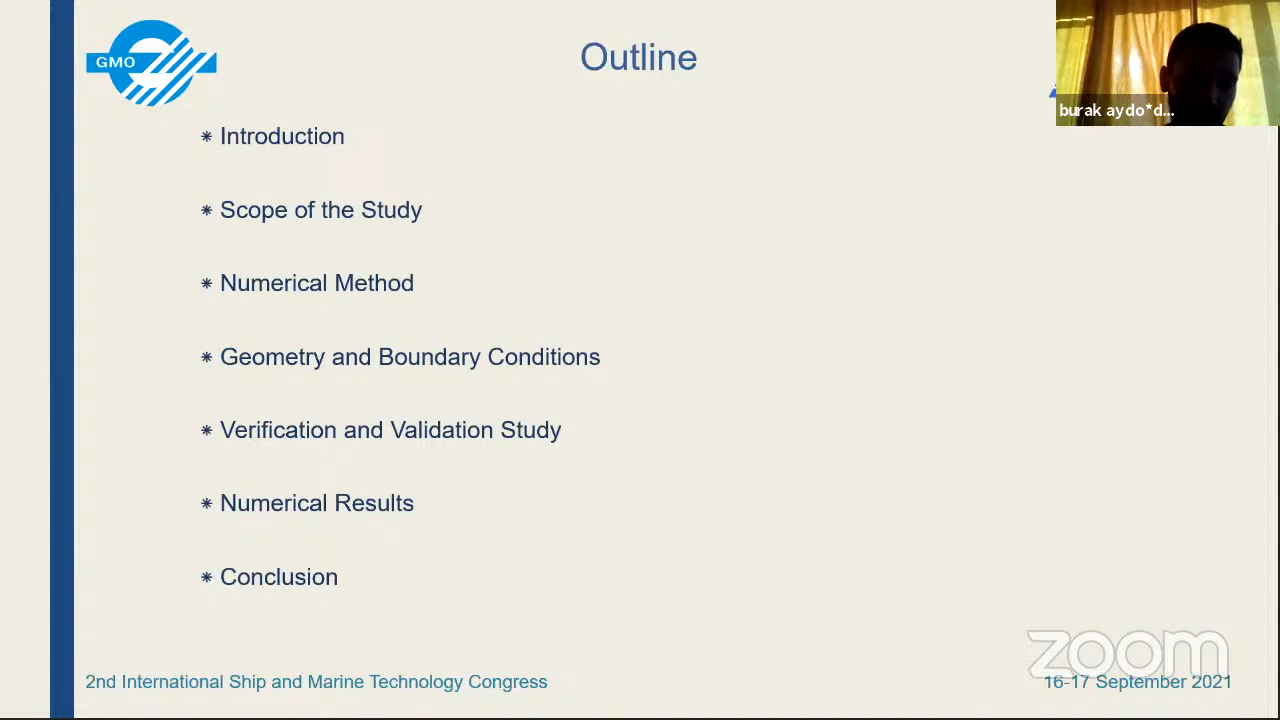 GMO
Outline
burak aydo*d...
* Introduction
* Scope of the Study
* Numerical Method
* Geometry and Boundary Conditions
* Verification and Validation Study
* Numerical Results
* Conclusion
zoom
2nd International Ship and Marine Technology Congress
16-17 September 2021